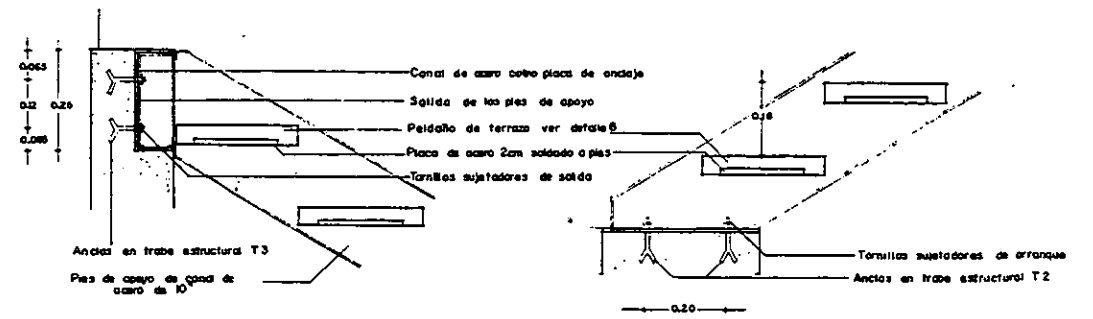 0.065
0.12
0.26
Canal de acero como placa de anclaje
Salida de los pies de apoyo
Peldaño de terrazo ver detalle 6
Placa de acero 2cm soldado a pies
Tornillos sujetadores de salida
Anclas en trabe estructural T3
Pies de apoyo de canal de
acero de 10"
0.18
Tornillos sujetadores de arranque
Anclas en trabe estructural T2
0.20